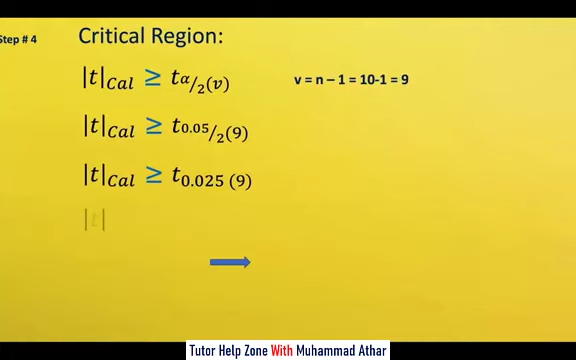 Step # 4
Critical Region:
|t|Cal ≥ tα/2(v)
v = n – 1 = 10-1 = 9
|t|Cal ≥ t0.05/2(9)
|t|Cal ≥ t0.025 (9)
|t|
Tutor Help Zone With Muhammad Athar